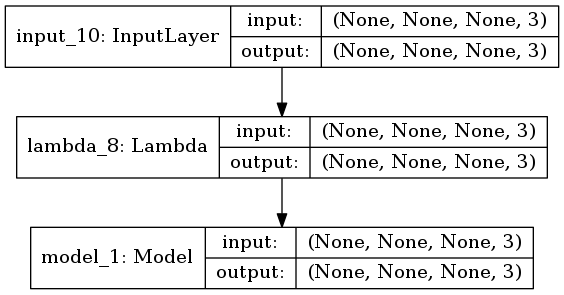 input_10: InputLayer
input: (None, None, None, 3)
output: (None, None, None, 3)
lambda_8: Lambda
input: (None, None, None, 3)
output: (None, None, None, 3)
model_1: Model
input: (None, None, None, 3)
output: (None, None, None, 3)